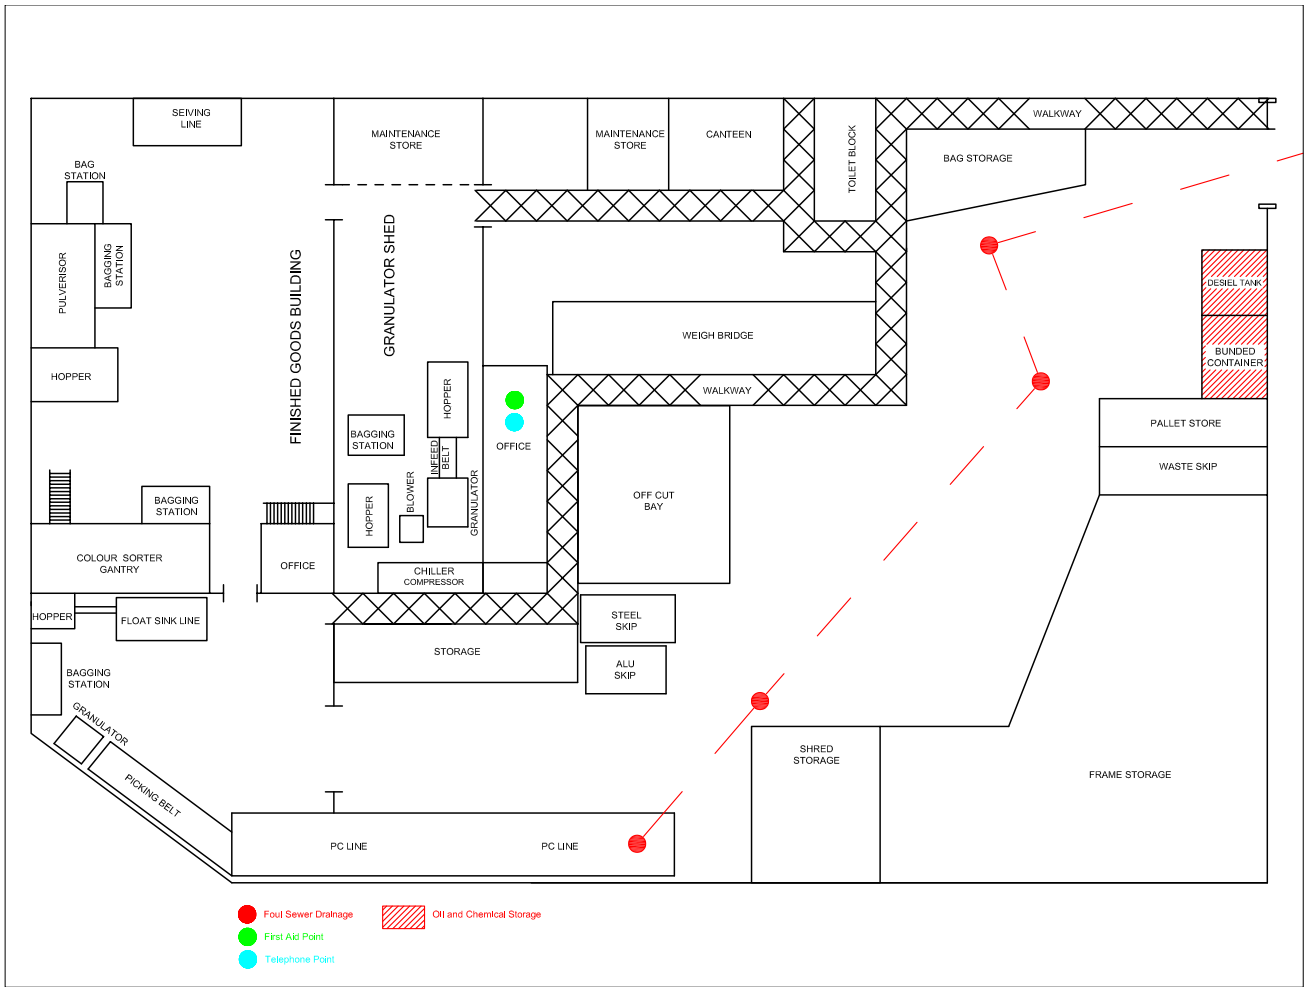 SEIVING
LINE
MAINTENANCE
STORE
MAINTENANCE
STORE
CANTEEN
TOILET BLOCK
WALKWAY
BAG STORAGE
BAG
STATION
PULVERISOR
BAGGING
STATION
HOPPER
FINISHED GOODS BUILDING
GRANULATOR SHED
WEIGH BRIDGE
WALKWAY
DESIEL TANK
BUNDED
CONTAINER
PALLET STORE
WASTE SKIP
HOPPER
BAGGING
STATION
INFEED
BELT
OFFICE
BLOWER
GRANULATOR
HOPPER
OFF CUT
BAY
BAGGING
STATION
COLOUR SORTER
GANTRY
OFFICE
CHILLER
COMPRESSOR
HOPPER
FLOAT SINK LINE
STEEL
SKIP
STORAGE
ALU
SKIP
BAGGING
STATION
GRANULATOR
PICKING BELT
SHRED
STORAGE
FRAME STORAGE
PC LINE
PC LINE
Foul Sewer Drainage
Oil and Chemical Storage
First Aid Point
Telephone Point